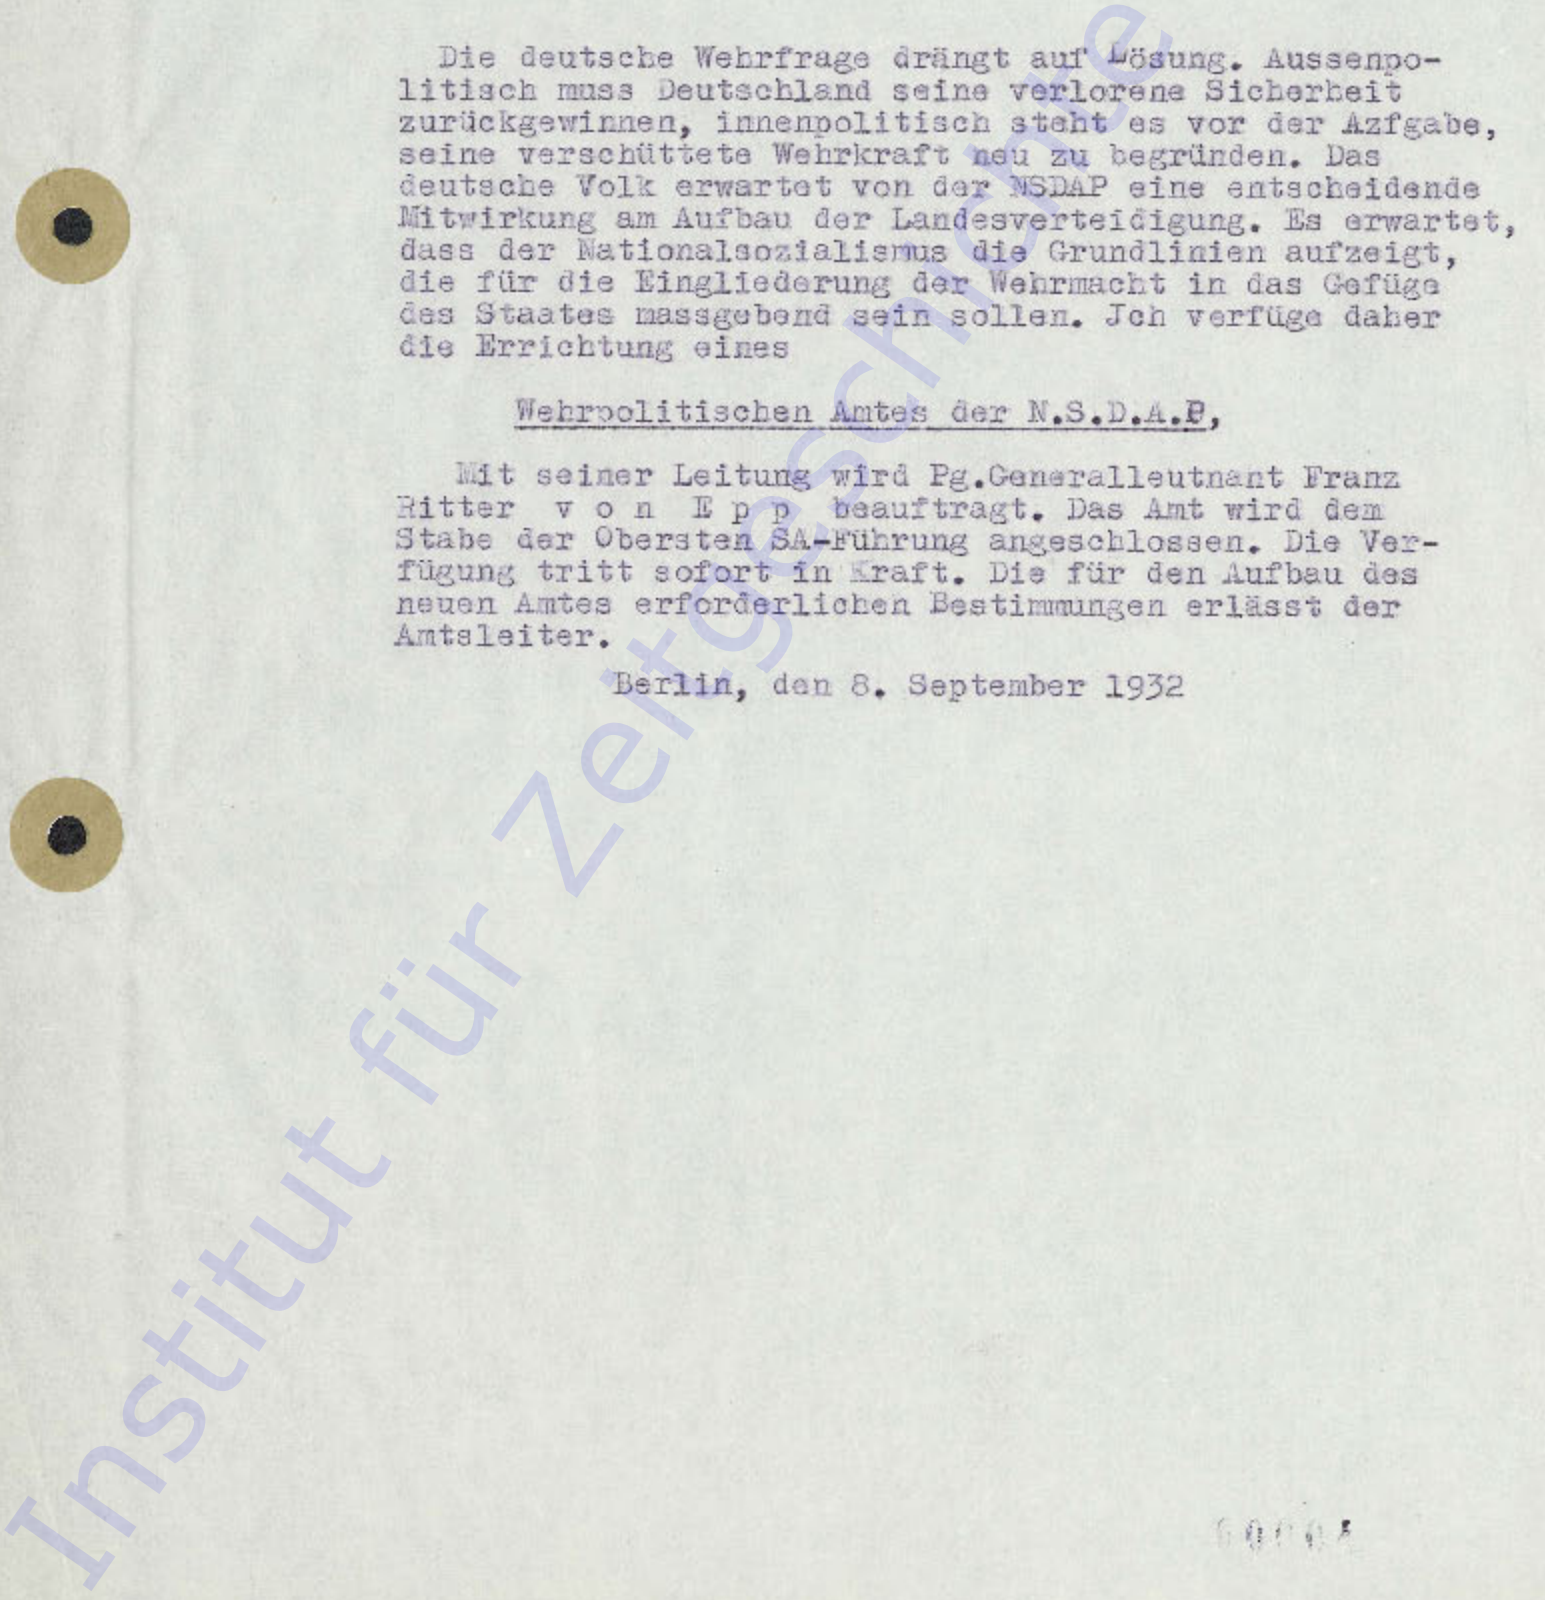 Die deutsche Wehrfrage drängt auf Lösung. Aussenpo-
litisch muss Deutschland seine verlorene Sicherheit
zurückgewinnen, innenpolitisch steht es vor der Azfgabe,
seine verschüttete Wehrkraft neu zu begründen. Das
deutsche Volk erwartet von der NSDAP eine entscheidende
Mitwirkung am Aufbau der Landesverteidigung. Es erwartet,
dass der Nationalsozialismus die Grundlinien aufzeigt,
die für die Eingliederung der Wehrmacht in das Gefüge
des Staates massgebend sein sollen. Jch verfüge daher
die Errichtung eines
Wehrpolitischen Amtes der N.S.D.A.P,
Mit seiner Leitung wird Pg.Generalleutnant Franz
Ritter v o n E p p beauftragt. Das Amt wird dem
Stabe der Obersten SA-Führung angeschlossen. Die Ver-
fügung tritt sofort in Kraft. Die für den Aufbau des
neuen Amtes erforderlichen Bestimmungen erlässt der
Amtsleiter.
Berlin, den 8. September 1932
Institut für Zeitgeschichte